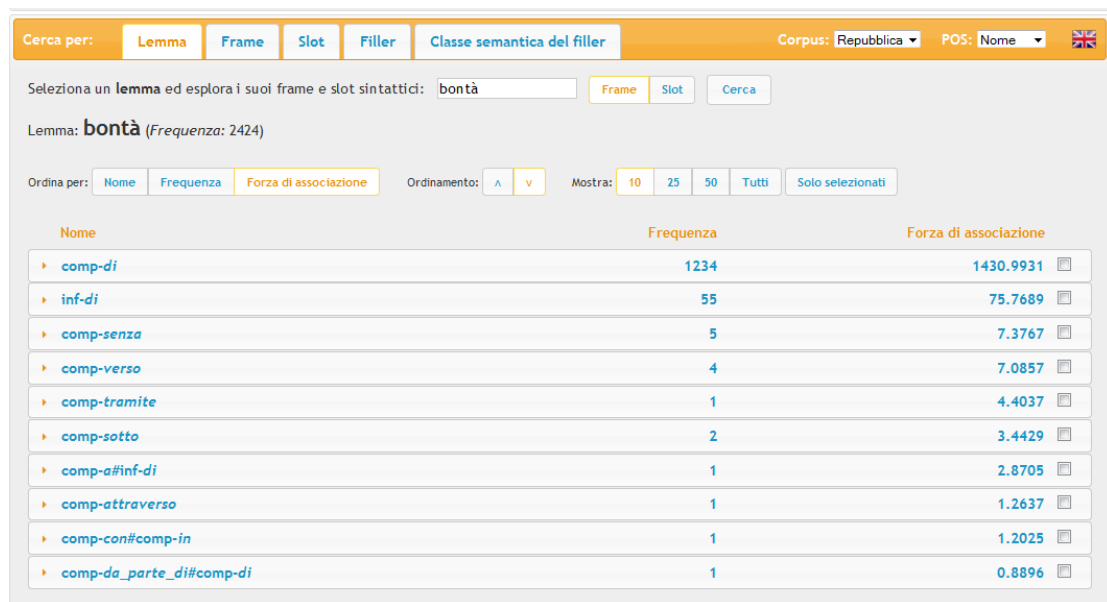 Cerca per: Lemma Frame Slot Filler Classe semantica del filler Corpus: Repubblica POS: Nome
Seleziona un lemma ed esplora i suoi frame e slot sintattici: bontà Frame Slot Cerca
Lemma: bontà (Frequenza: 2424)
Ordina per: Nome Frequenza Forza di associazione Ordinamento: ∧ ∨ Mostra: 10 25 50 Tutti Solo selezionati
Nome Frequenza Forza di associazione
comp-di 1234 1430.9931
inf-di 55 75.7689
comp-senza 5 7.3767
comp-verso 4 7.0857
comp-tramite 1 4.4037
comp-sotto 2 3.4429
comp-a#inf-di 1 2.8705
comp-attraverso 1 1.2637
comp-con#comp-in 1 1.2025
comp-da_parte_di#comp-di 1 0.8896